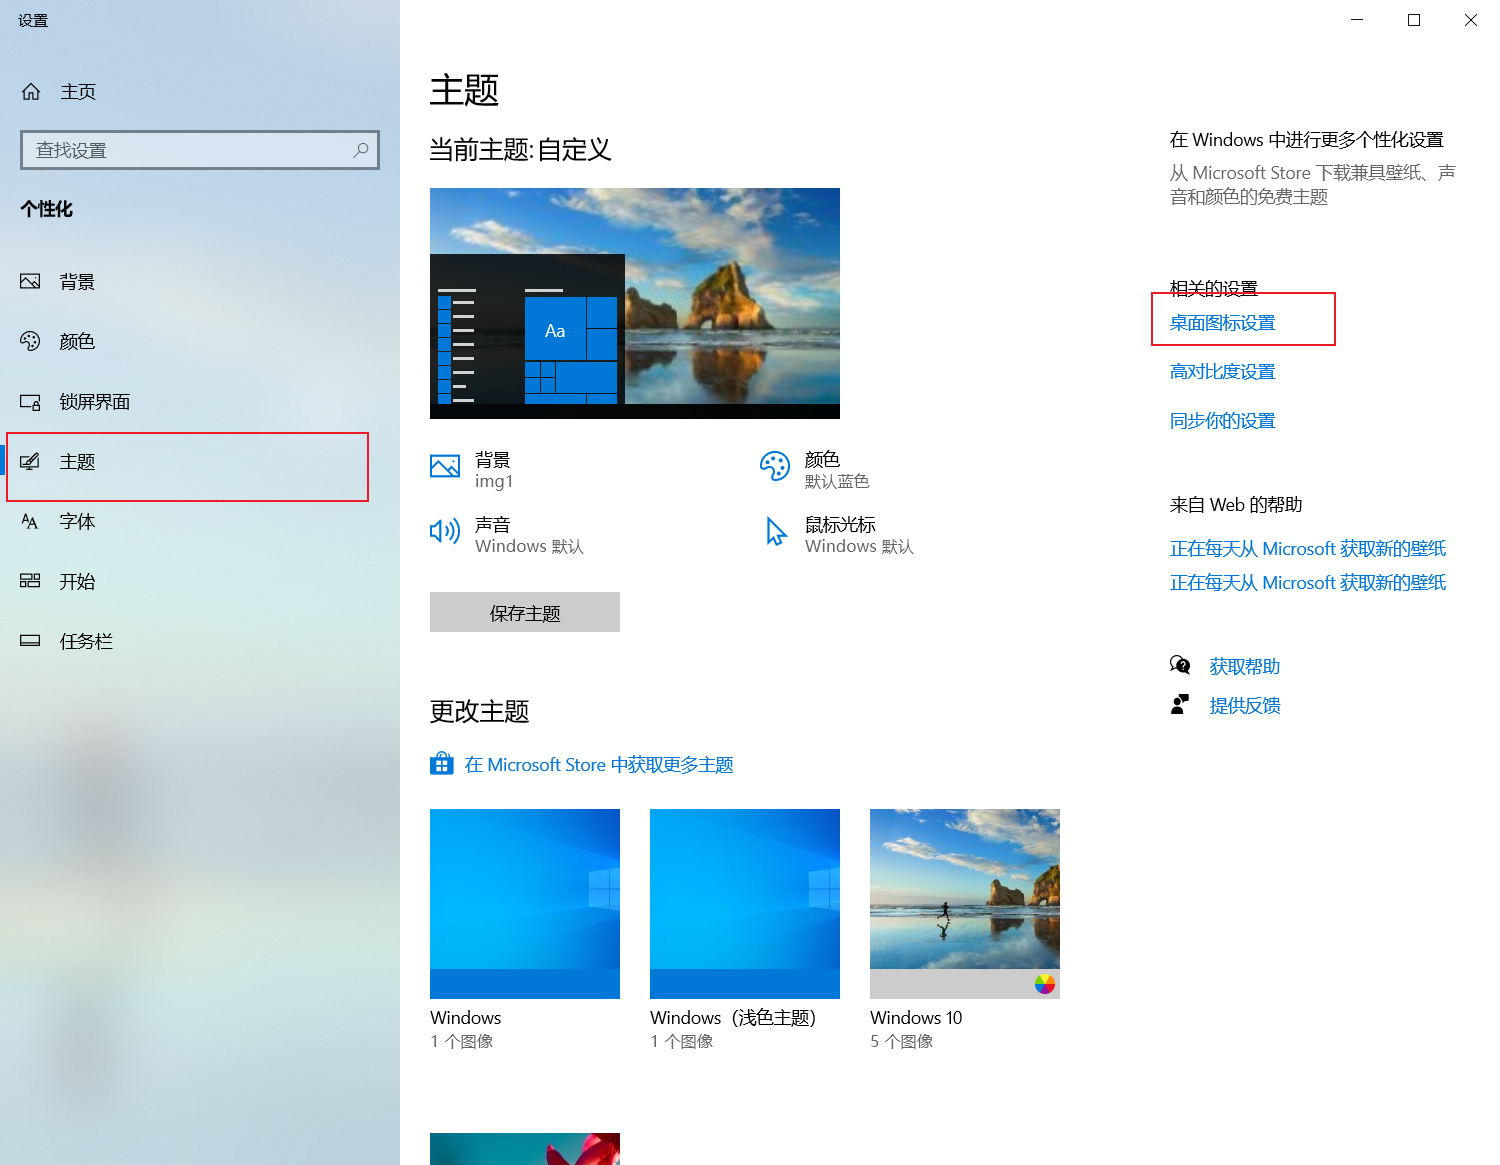 设置
主页
查找设置
个性化
背景
颜色
锁屏界面
主题
字体
开始
任务栏
主题
当前主题: 自定义
Aa
背景
img1
颜色
默认蓝色
声音
Windows 默认
鼠标光标
Windows 默认
保存主题
更改主题
在 Microsoft Store 中获取更多主题
Windows
1 个图像
Windows（浅色主题）
1 个图像
Windows 10
5 个图像
在 Windows 中进行更多个性化设置
从 Microsoft Store 下载兼具壁纸、声
音和颜色的免费主题
相关的设置
桌面图标设置
高对比度设置
同步你的设置
来自 Web 的帮助
正在每天从 Microsoft 获取新的壁纸
正在每天从 Microsoft 获取新的壁纸
获取帮助
提供反馈